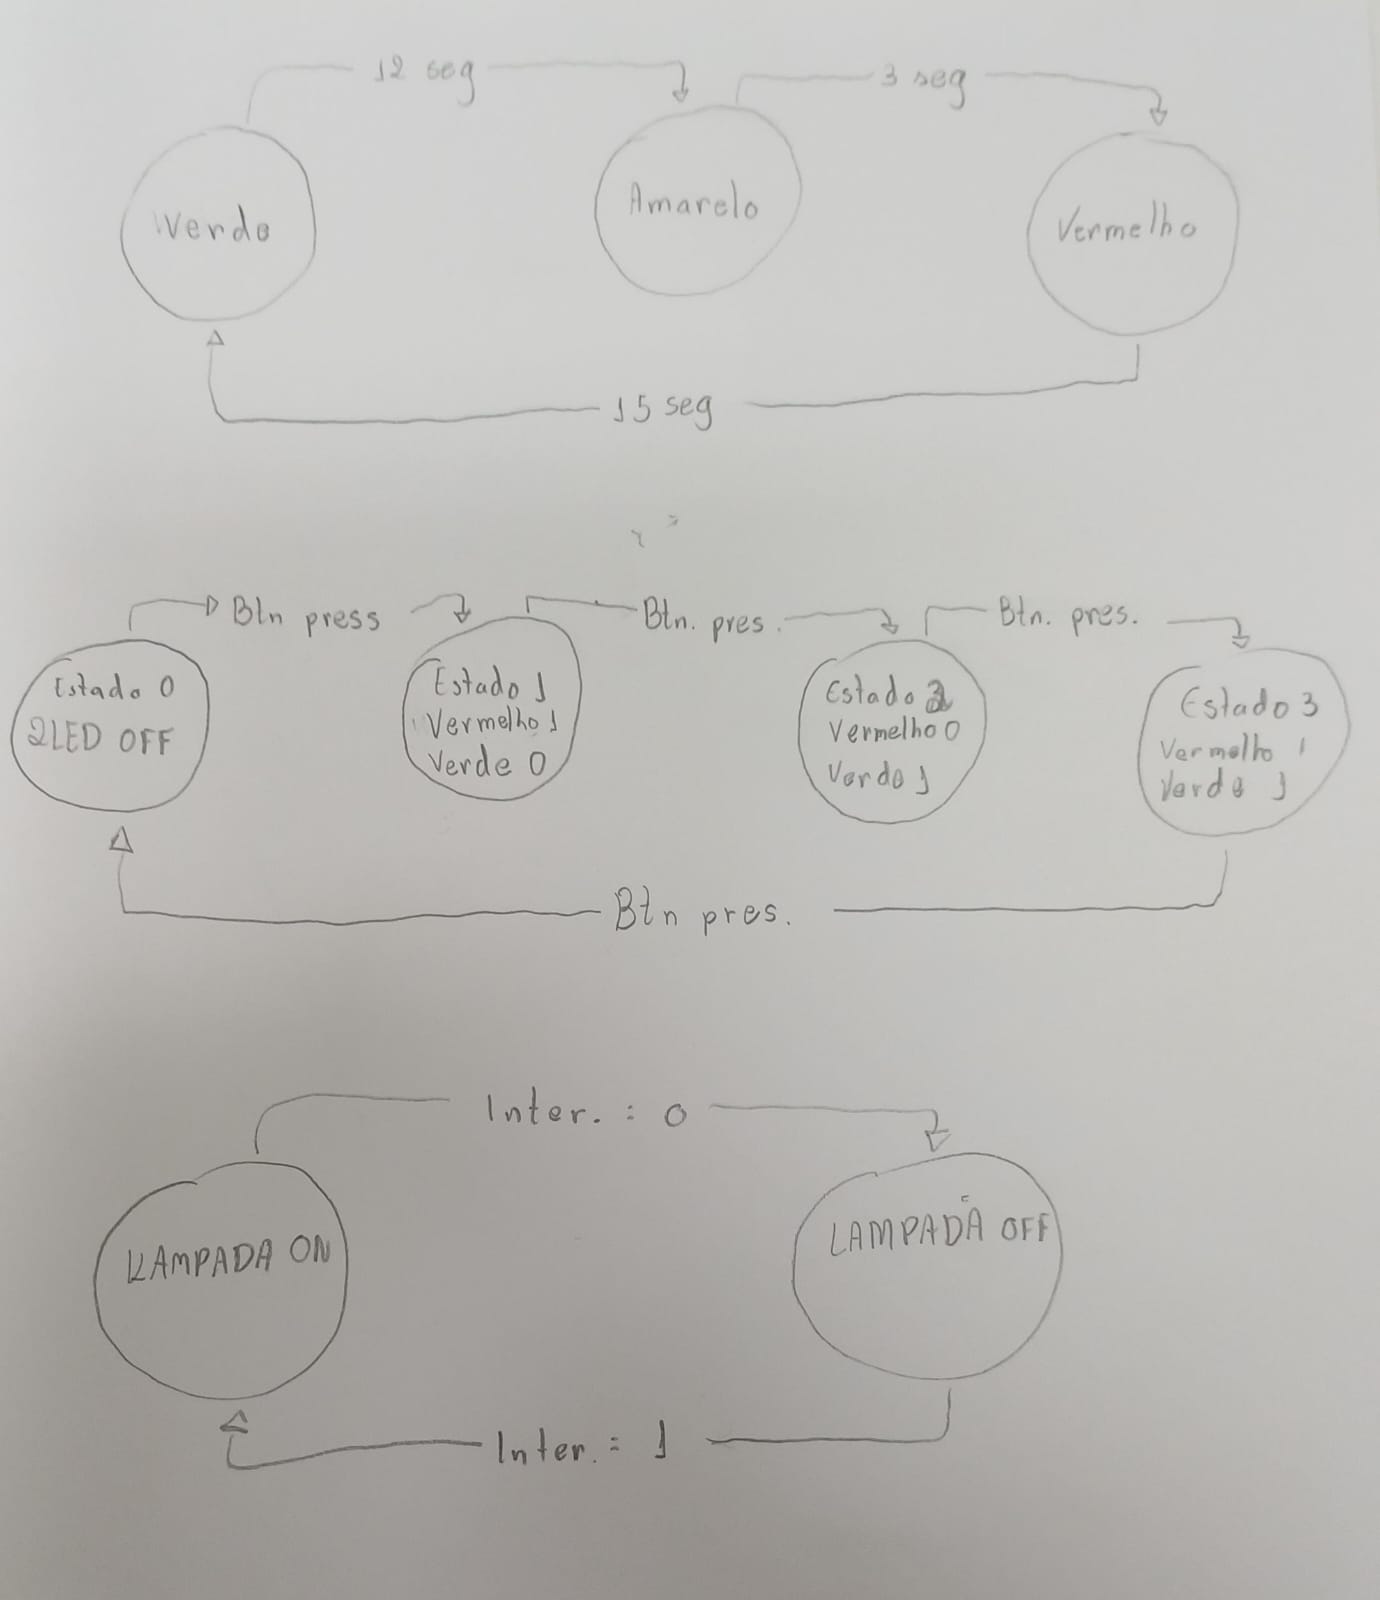 12 seg
3 seg
Verde
Amarelo
Vermelho
15 seg
Btn press
Btn. pres.
Btn. pres.
Estado 0
2LED OFF
Estado 1
Vermelho 1
Verde 0
Estado 2
Vermelho 0
Verde 1
Estado 3
Vermelho 1
Verde 1
Btn pres.
Inter. = 0
LAMPADA ON
LAMPADA OFF
Inter. = 1